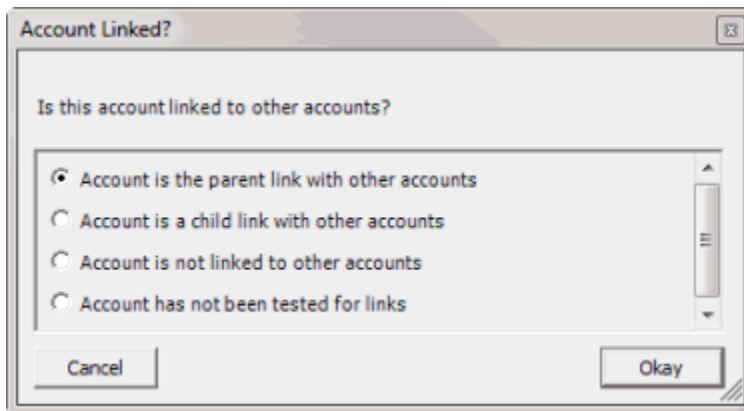 Account Linked?
Is this account linked to other accounts?
Account is the parent link with other accounts
Account is a child link with other accounts
Account is not linked to other accounts
Account has not been tested for links
Cancel
Okay